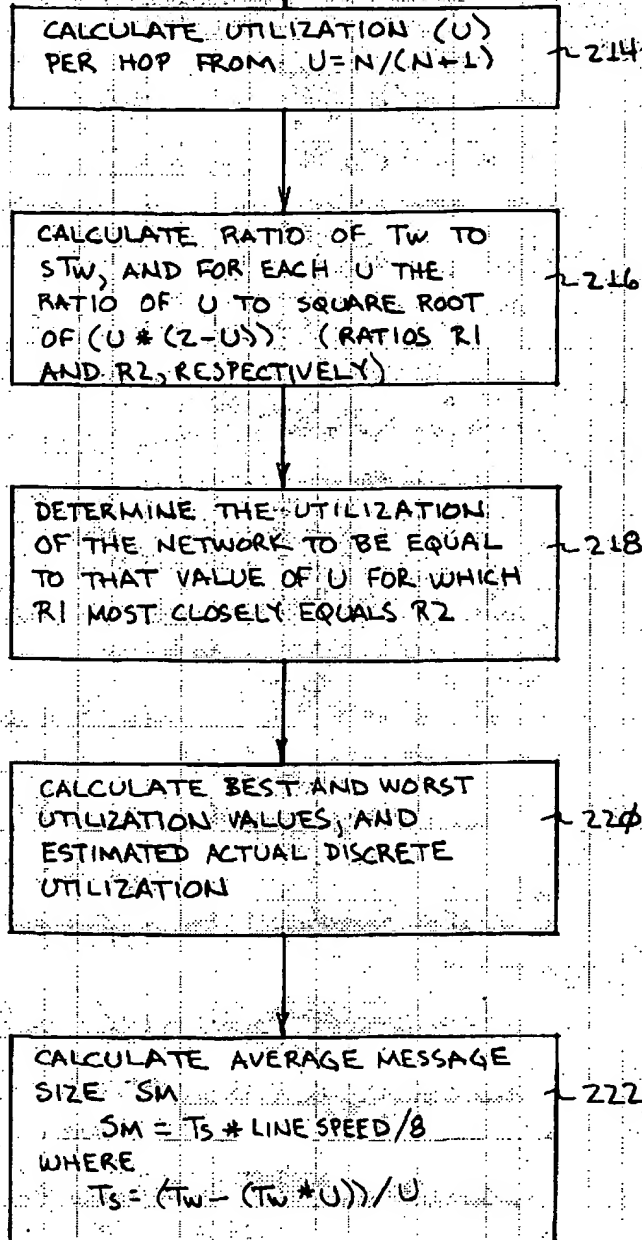 CALCULATE UTILIZATION (U)
PER HOP FROM U=N/(N+1)
214
CALCULATE RATIO OF TW TO
STW, AND FOR EACH U THE
RATIO OF U TO SQUARE ROOT
OF (U * (2-U)) (RATIOS R1
AND R2, RESPECTIVELY)
216
DETERMINE THE UTILIZATION
OF THE NETWORK TO BE EQUAL
TO THAT VALUE OF U FOR WHICH
R1 MOST CLOSELY EQUALS R2
218
CALCULATE BEST AND WORST
UTILIZATION VALUES, AND
ESTIMATED ACTUAL DISCRETE
UTILIZATION
220
CALCULATE AVERAGE MESSAGE
SIZE SM
SM = TS * LINE SPEED/8
WHERE
TS = (TW - (TW * U)) / U
222